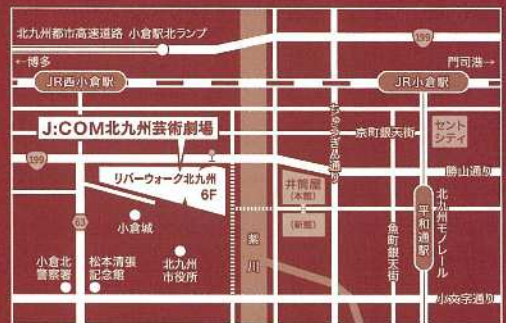 北九州都市高速道路 小倉駅北ランプ
199
←博多
門司港→
JR西小倉駅
JR小倉駅
ちゅうぎん通り
京町銀天街
セント
シティ
J:COM北九州芸術劇場
199
勝山通り
リバーウォーク北九州
6F
井筒屋
(本館)
(新館)
63
小倉城
紫川
魚町銀天街
平和通駅
北九州モノレール
小倉北
警察署
松本清張
記念館
北九州
市役所
小文字通り